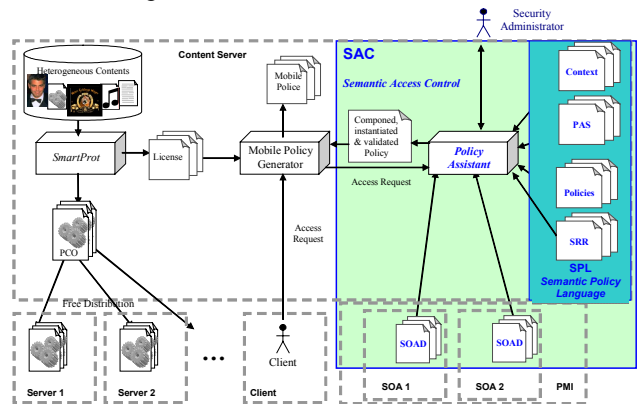 Security
Administrator
Content Server
SAC
Heterogeneous Contents
Mobile
Police
Semantic Access Control
Context
Componed,
instantiated
& validated
Policy
PAS
SmartProt
License
Mobile Policy
Generator
Policy
Assistant
Access Request
Policies
Access
Request
PCO
SRR
SPL
Semantic Policy
Language
Free Distribution
SOAD
SOAD
...
Client
Server 1
Server 2
Client
SOA 1
SOA 2
PMI